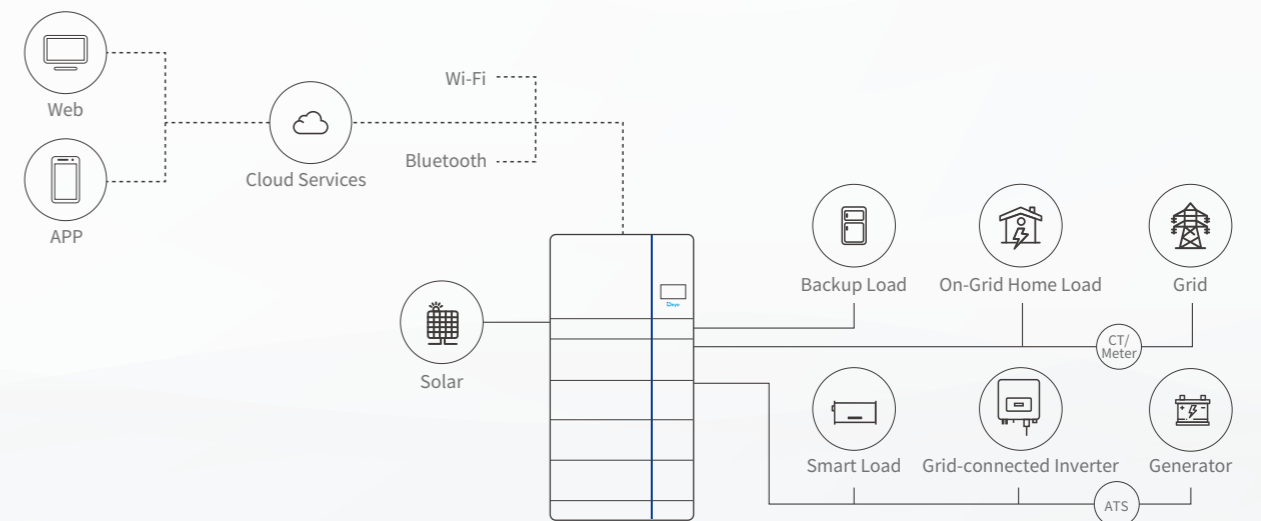 Web
APP
Cloud Services
Wi-Fi
Bluetooth
Solar
Deye
Backup Load
On-Grid Home Load
Grid
CT/
Meter
Smart Load
Grid-connected Inverter
Generator
ATS